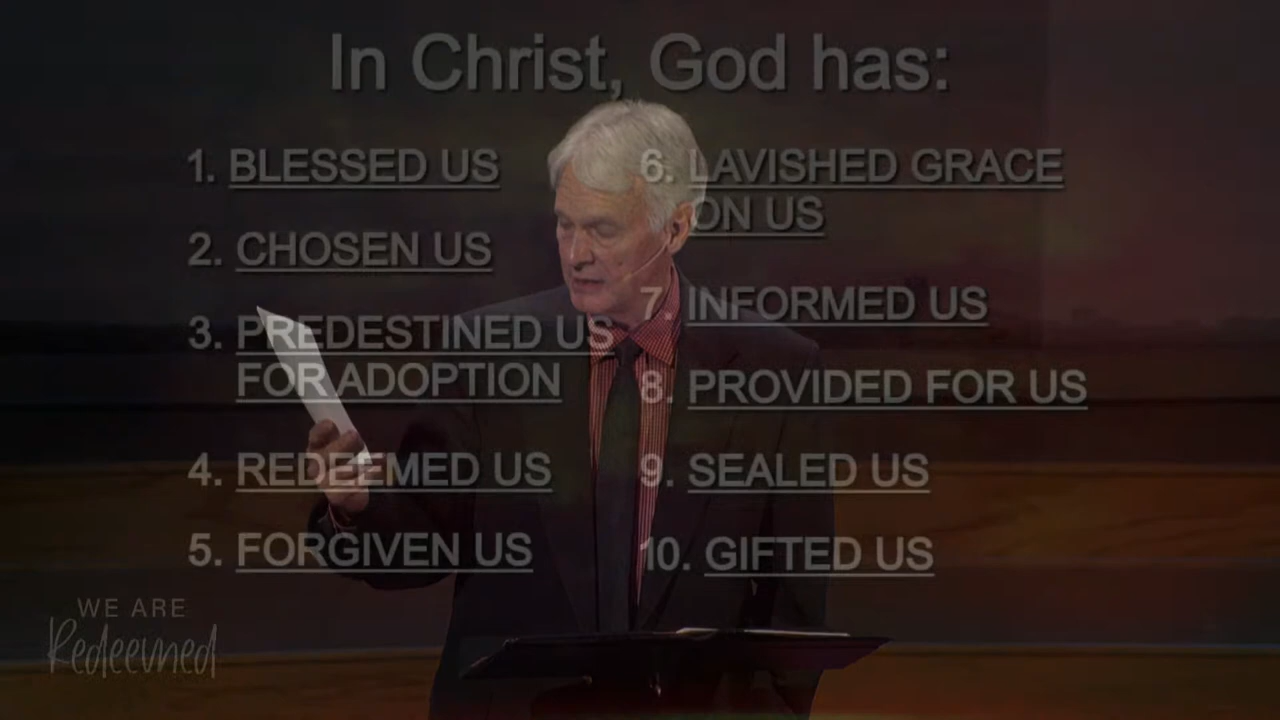 In Christ, God has:
1. BLESSED US
2. CHOSEN US
3. PREDESTINED US
FOR ADOPTION
4. REDEEMED US
5. FORGIVEN US
6. LAVISHED GRACE
ON US
7. INFORMED US
8. PROVIDED FOR US
9. SEALED US
10. GIFTED US
WE ARE
Redeemed